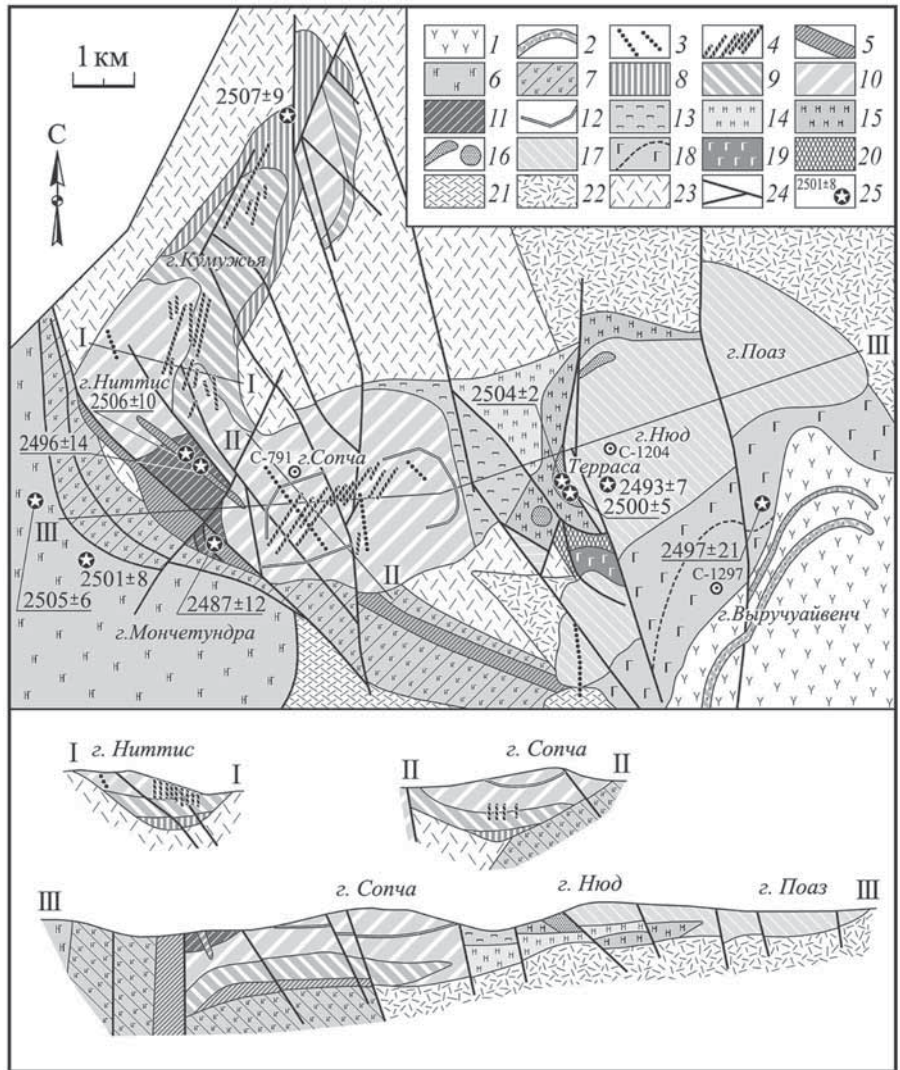 1 км
С
2507±9
1 2 3 4 5
6 7 8 9 10
11 12 13 14 15
16 17 18 19 20
21 22 23 24 2501±8 25
г.Кумужья
I
I
г.Ниттис
2506±10
2496±14
II
С-791
г.Сопча
III
2501±8
2505±6
2487±12
г.Мончетундра
II
2504±2
г.Поаз
III
г.Нюд
С-1204
Терраса
2493±7
2500±5
2497±21
С-1297
г.Выручуайвенч
I г. Ниттис I
II г. Сопча II
III г. Сопча г. Нюд г. Поаз III